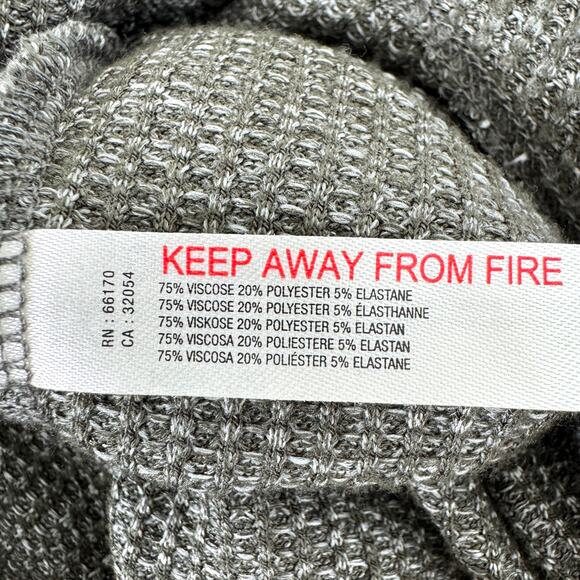 KEEP AWAY FROM FIRE
75% VISCOSE 20% POLYESTER 5% ELASTANE
75% VISCOSE 20% POLYESTER 5% ÉLASTHANNE
75% VISKOSE 20% POLYESTER 5% ELASTAN
75% VISCOSA 20% POLIESTERE 5% ELASTAN
75% VISCOSA 20% POLIÉSTER 5% ELASTANE
RN : 66170
CA : 32054